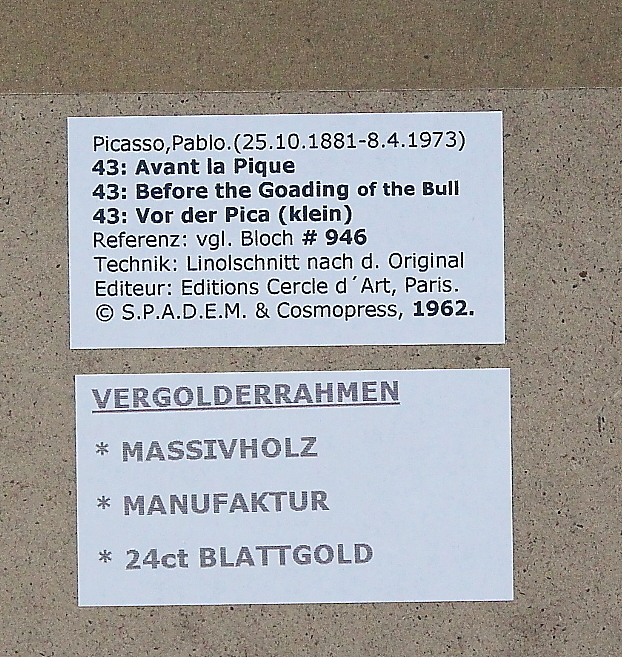 Picasso,Pablo.(25.10.1881-8.4.1973)
43: Avant la Pique
43: Before the Goading of the Bull
43: Vor der Pica (klein)
Referenz: vgl. Bloch # 946
Technik: Linolschnitt nach d. Original
Editeur: Editions Cercle d´Art, Paris.
© S.P.A.D.E.M. & Cosmopress, 1962.
VERGOLDERRAHMEN
* MASSIVHOLZ
* MANUFAKTUR
* 24ct BLATTGOLD